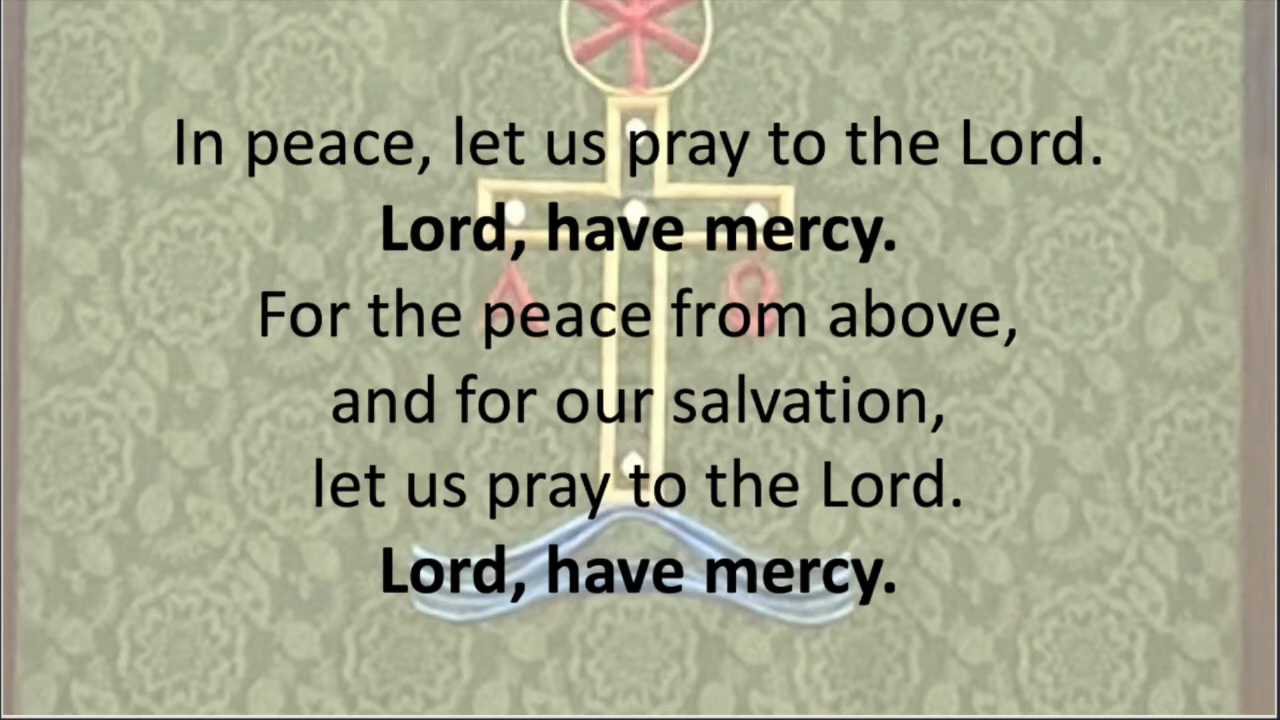 In peace, let us pray to the Lord.
Lord, have mercy.
Α Ω
For the peace from above,
and for our salvation,
let us pray to the Lord.
Lord, have mercy.